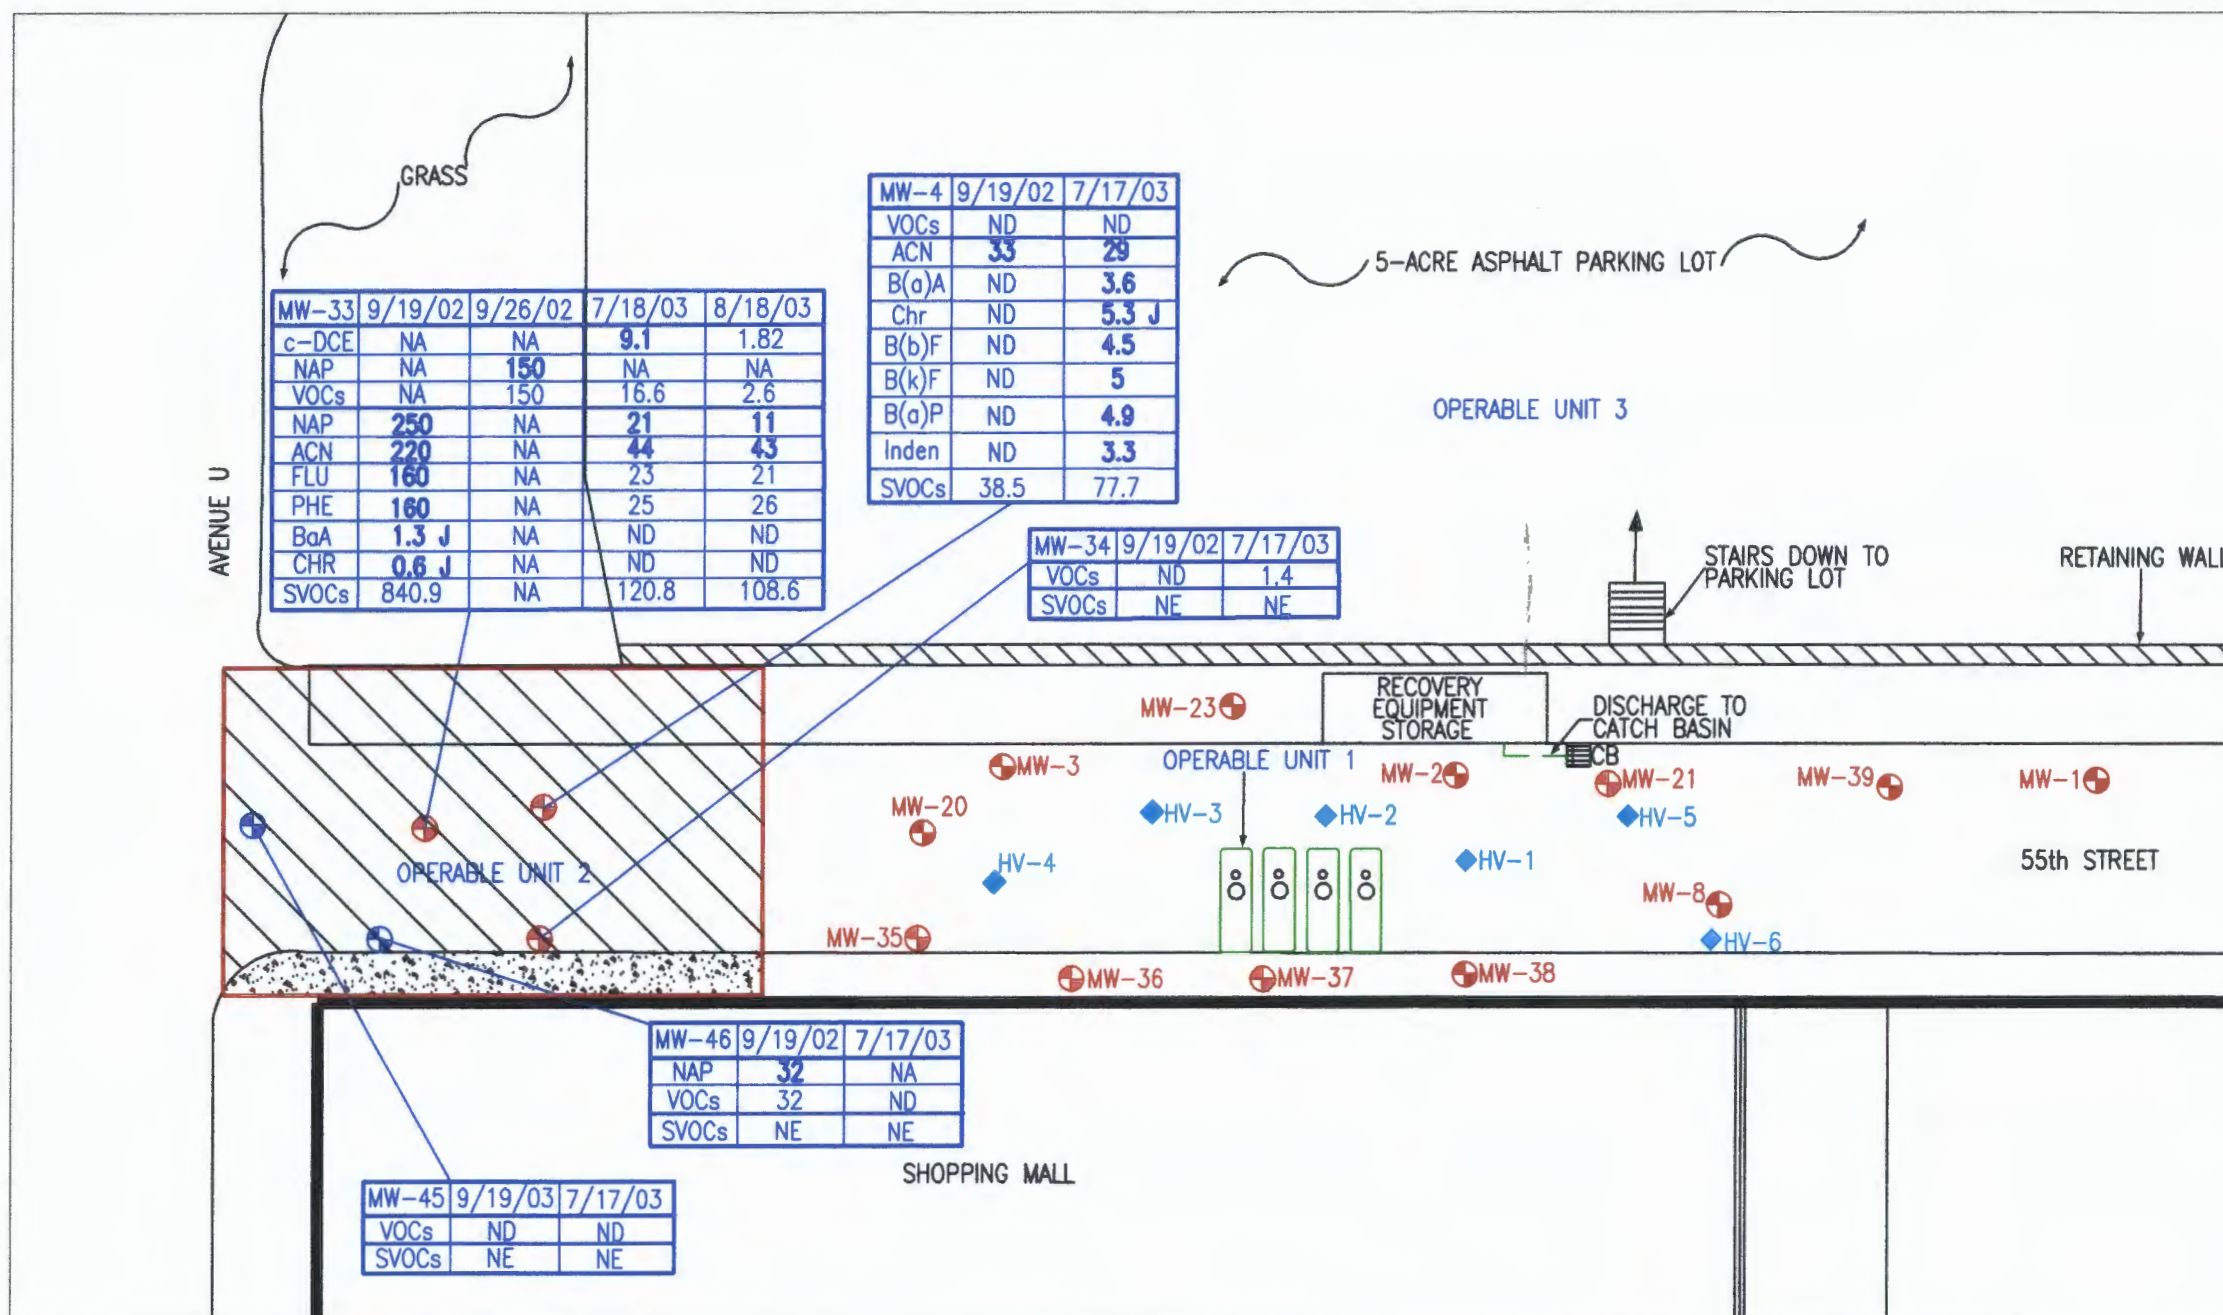 GRASS
AVENUE U
MW-33 9/19/02 9/26/02 7/18/03 8/18/03
c-DCE NA NA 9.1 1.82
NAP NA 150 NA NA
VOCs NA 150 16.6 2.6
NAP 250 NA 21 11
ACN 220 NA 44 43
FLU 160 NA 23 21
PHE 160 NA 25 26
BaA 1.3 J NA ND ND
CHR 0.6 J NA ND ND
SVOCs 840.9 NA 120.8 108.6
MW-4 9/19/02 7/17/03
VOCs ND ND
ACN 33 29
B(a)A ND 3.6
Chr ND 5.3 J
B(b)F ND 4.5
B(k)F ND 5
B(a)P ND 4.9
Inden ND 3.3
SVOCs 38.5 77.7
5-ACRE ASPHALT PARKING LOT
OPERABLE UNIT 3
MW-34 9/19/02 7/17/03
VOCs ND 1.4
SVOCs NE NE
STAIRS DOWN TO
PARKING LOT
RETAINING WALL
MW-23
RECOVERY
EQUIPMENT
STORAGE
DISCHARGE TO
CATCH BASIN
CB
MW-3
OPERABLE UNIT 1
MW-2
MW-21
MW-39
MW-1
MW-20
HV-3
HV-2
HV-5
HV-4
HV-1
55th STREET
OPERABLE UNIT 2
MW-8
MW-35
HV-6
MW-36
MW-37
MW-38
MW-46 9/19/02 7/17/03
NAP 32 NA
VOCs 32 ND
SVOCs NE NE
SHOPPING MALL
MW-45 9/19/03 7/17/03
VOCs ND ND
SVOCs NE NE